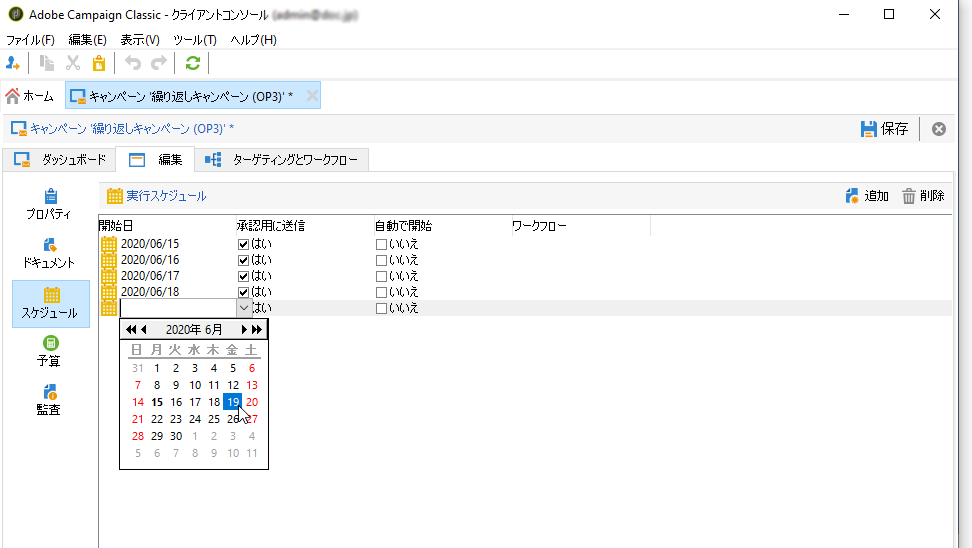 Adobe Campaign Classic - クライアントコンソール
ファイル(F) 編集(E) 表示(V) ツール(T) ヘルプ(H)
ホーム キャンペーン '繰り返しキャンペーン (OP3)' *
キャンペーン '繰り返しキャンペーン (OP3)' * 保存
ダッシュボード 編集 ターゲティングとワークフロー
プロパティ
ドキュメント
スケジュール
予算
監査
実行スケジュール 追加 削除
開始日 承認用に送信 自動で開始 ワークフロー
2020/06/15 はい いいえ
2020/06/16 はい いいえ
2020/06/17 はい いいえ
2020/06/18 はい いいえ
はい いいえ
2020年 6月
日 月 火 水 木 金 土
31 1 2 3 4 5 6
7 8 9 10 11 12 13
14 15 16 17 18 19 20
21 22 23 24 25 26 27
28 29 30 1 2 3 4
5 6 7 8 9 10 11